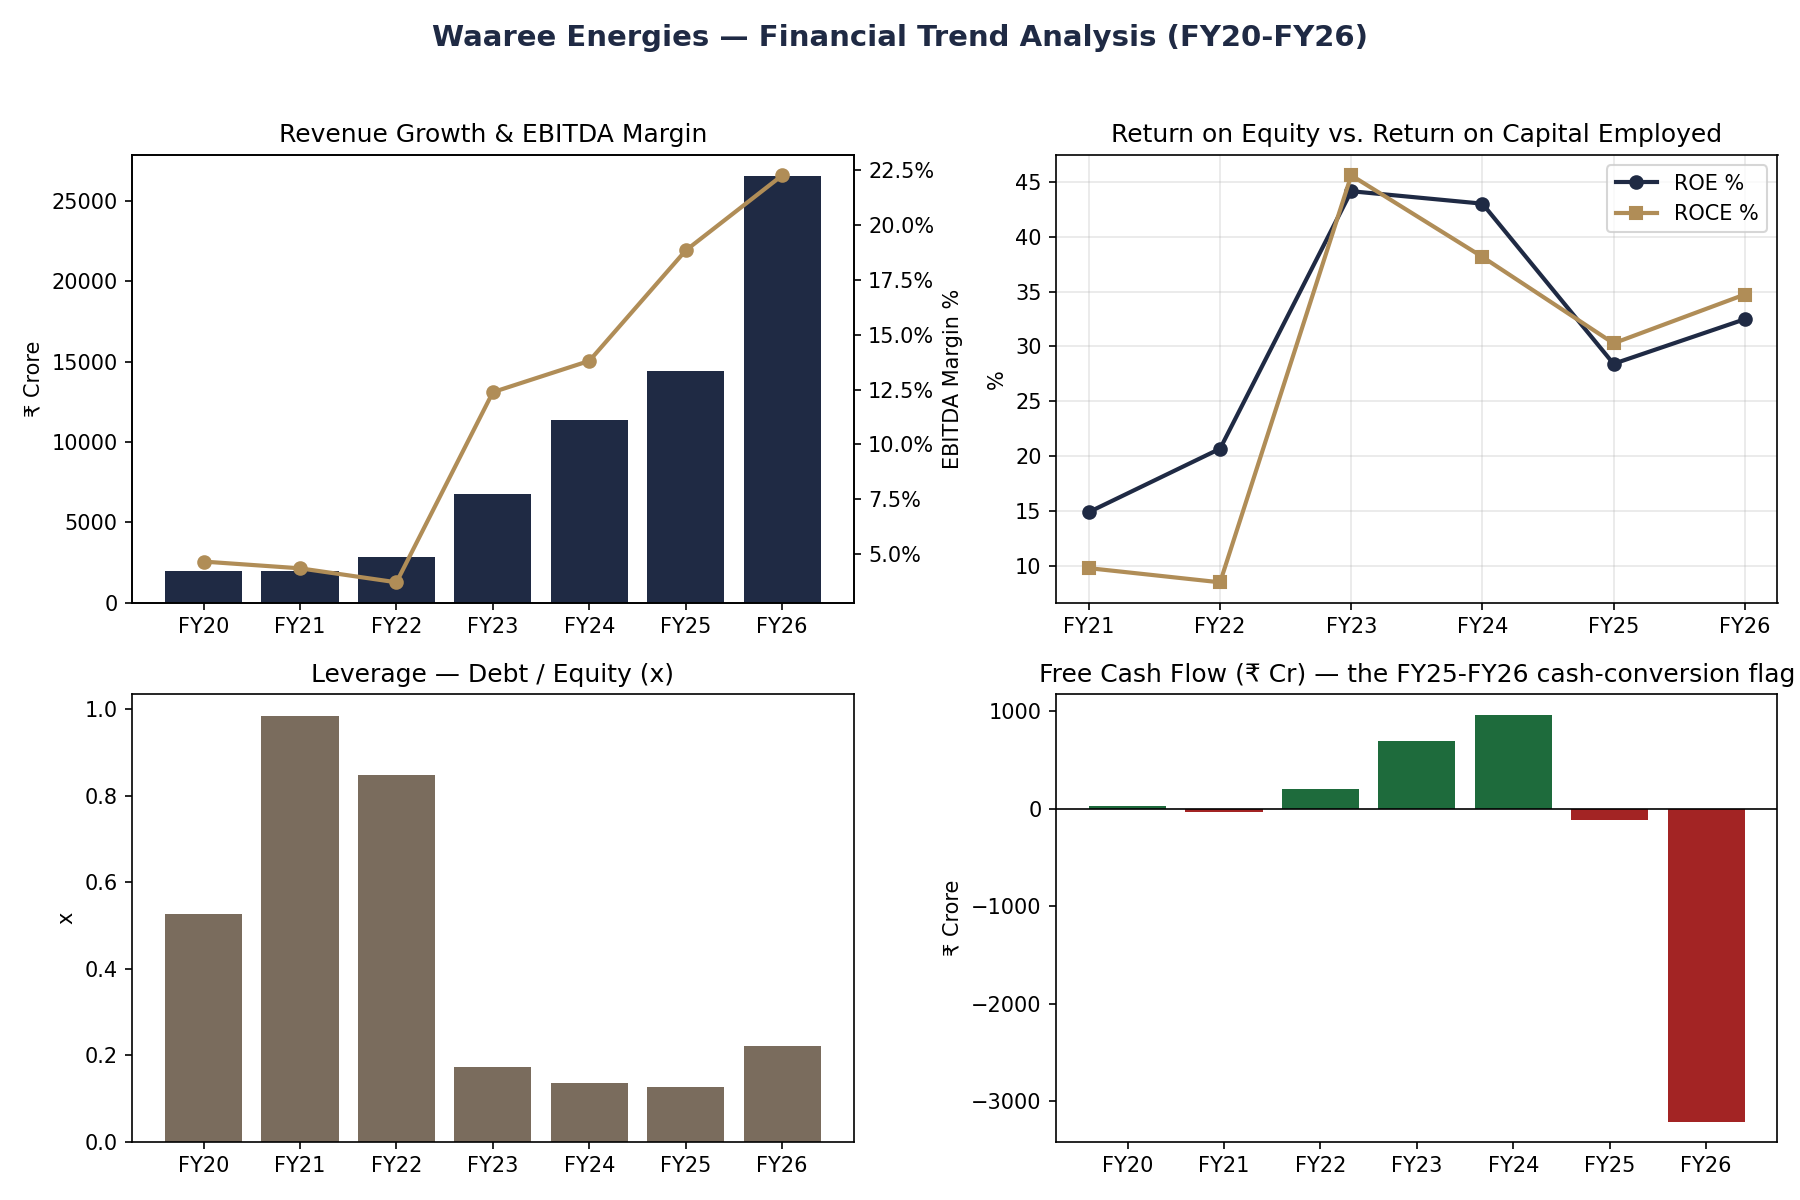 Waaree Energies — Financial Trend Analysis (FY20-FY26)
Revenue Growth & EBITDA Margin
₹ Crore
25000
20000
15000
10000
5000
0
22.5%
20.0%
17.5%
15.0%
12.5%
10.0%
7.5%
5.0%
EBITDA Margin %
FY20 FY21 FY22 FY23 FY24 FY25 FY26
Return on Equity vs. Return on Capital Employed
%
45
40
35
30
25
20
15
10
ROE %
ROCE %
FY21 FY22 FY23 FY24 FY25 FY26
Leverage — Debt / Equity (x)
x
1.0
0.8
0.6
0.4
0.2
0.0
FY20 FY21 FY22 FY23 FY24 FY25 FY26
Free Cash Flow (₹ Cr) — the FY25-FY26 cash-conversion flag
₹ Crore
1000
0
−1000
−2000
−3000
FY20 FY21 FY22 FY23 FY24 FY25 FY26